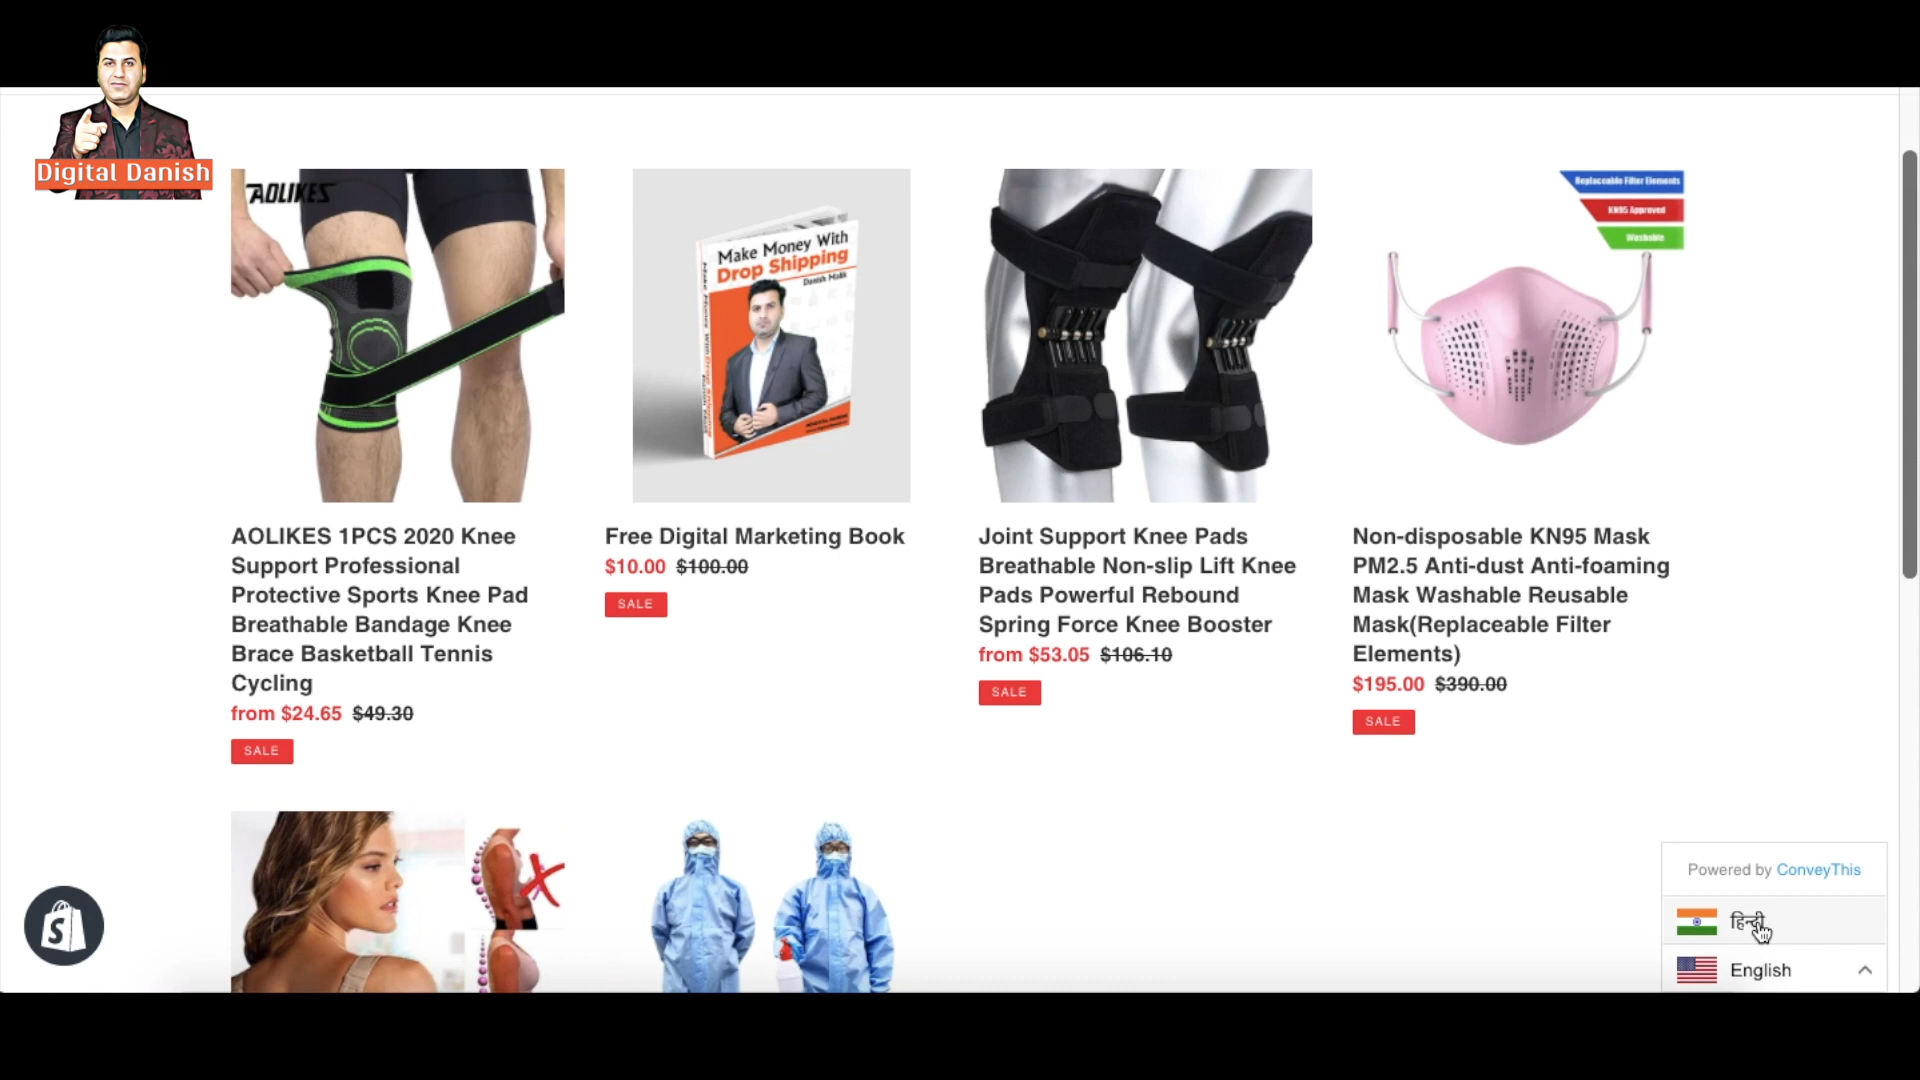 Digital Danish
AOLIKES
Make Money With
Drop Shipping
Danish Malik
Replaceable Filter Elements
KN95 Approved
Washable
AOLIKES 1PCS 2020 Knee
Support Professional
Protective Sports Knee Pad
Breathable Bandage Knee
Brace Basketball Tennis
Cycling
from $24.65 $49.30
SALE
Free Digital Marketing Book
$10.00 $100.00
SALE
Joint Support Knee Pads
Breathable Non-slip Lift Knee
Pads Powerful Rebound
Spring Force Knee Booster
from $53.05 $106.10
SALE
Non-disposable KN95 Mask
PM2.5 Anti-dust Anti-foaming
Mask Washable Reusable
Mask(Replaceable Filter
Elements)
$195.00 $390.00
SALE
Powered by ConveyThis
हिन्दी
English